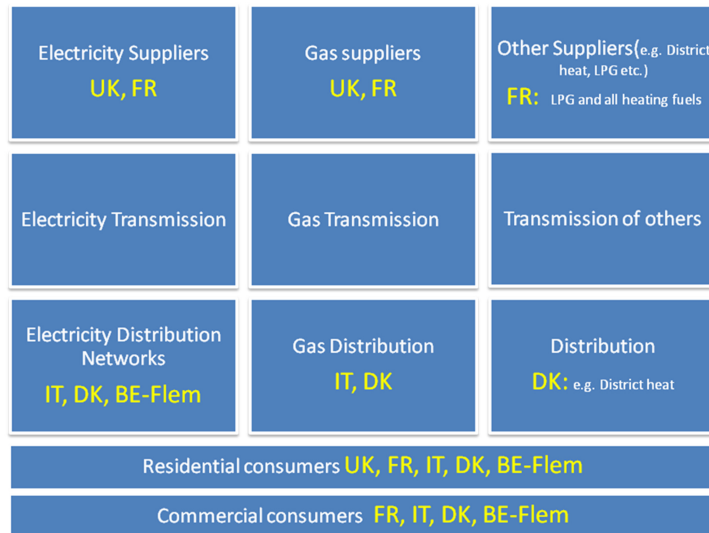 Electricity Suppliers
UK, FR
Gas suppliers
UK, FR
Other Suppliers(e.g. District
heat, LPG etc.)
FR: LPG and all heating fuels
Electricity Transmission
Gas Transmission
Transmission of others
Electricity Distribution
Networks
IT, DK, BE-Flem
Gas Distribution
IT, DK
Distribution
DK: e.g. District heat
Residential consumers UK, FR, IT, DK, BE-Flem
Commercial consumers FR, IT, DK, BE-Flem